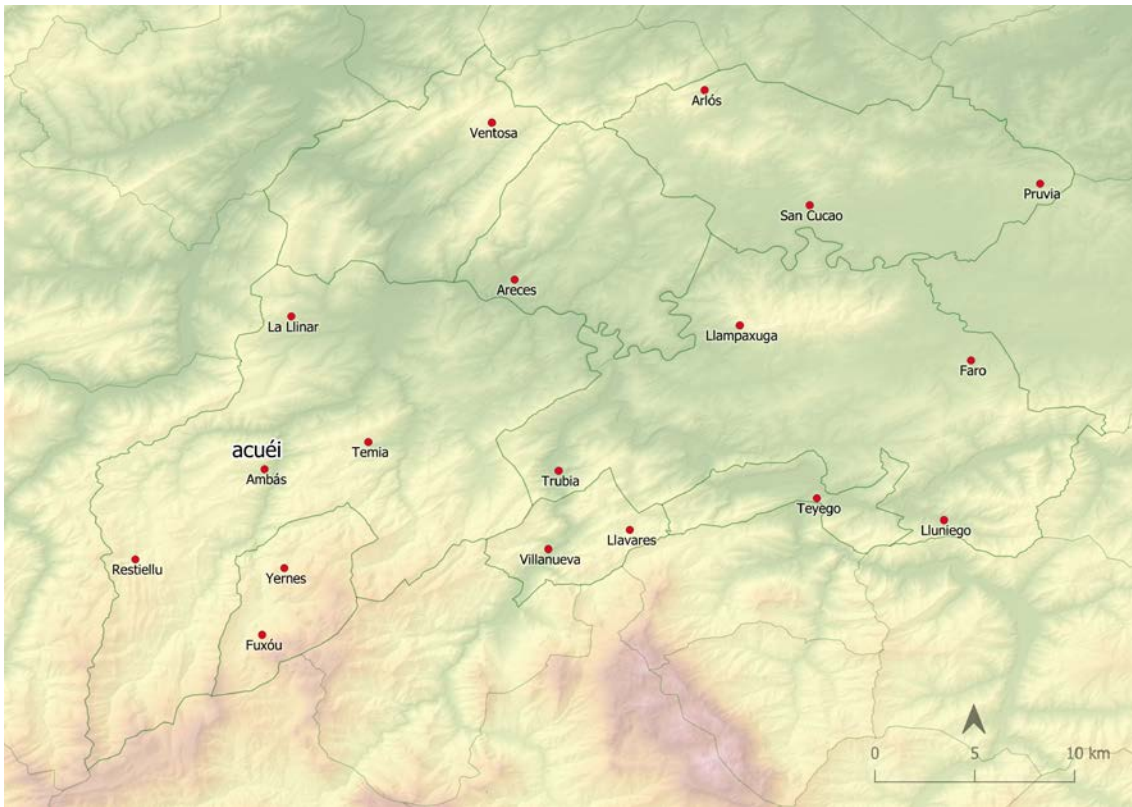 Arlós
Ventosa
Pruvia
San Cucao
Areces
La Llinar
Llampaxuga
Faro
acuéi
Temia
Ambás
Trubia
Teyego
Lluniego
Llavares
Villanueva
Restiellu
Yernes
Fuxóu
0 5 10 km